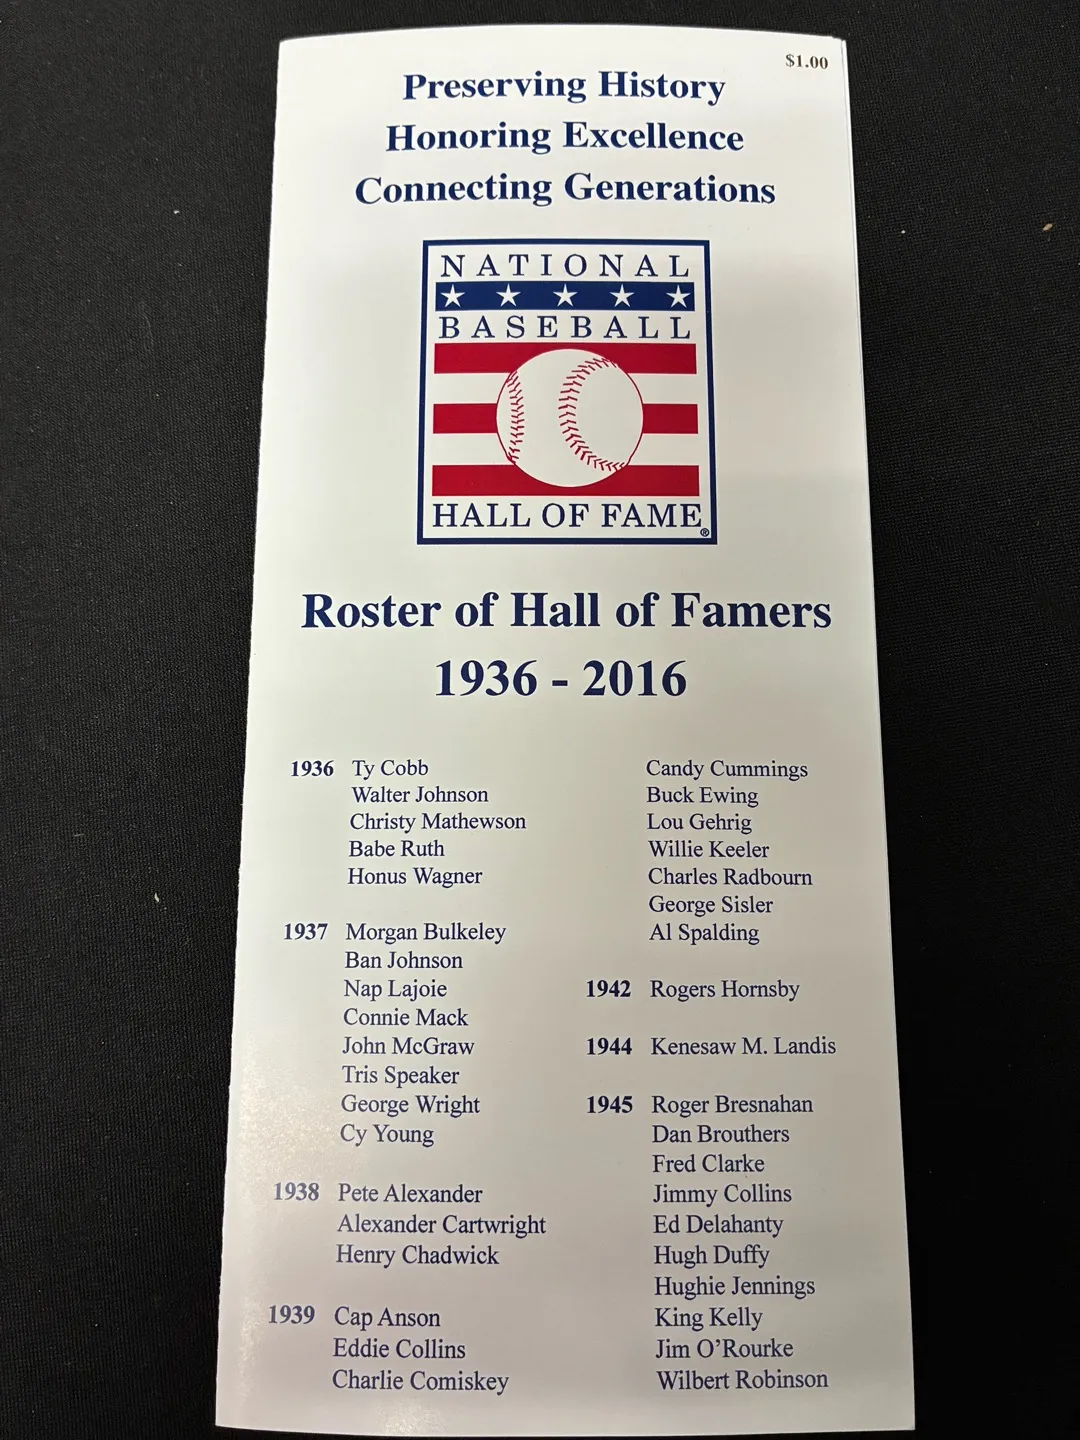 $1.00
Preserving History
Honoring Excellence
Connecting Generations
NATIONAL
BASEBALL
HALL OF FAME®
Roster of Hall of Famers
1936 - 2016
1936 Ty Cobb
Walter Johnson
Christy Mathewson
Babe Ruth
Honus Wagner
1937 Morgan Bulkeley
Ban Johnson
Nap Lajoie
Connie Mack
John McGraw
Tris Speaker
George Wright
Cy Young
1938 Pete Alexander
Alexander Cartwright
Henry Chadwick
1939 Cap Anson
Eddie Collins
Charlie Comiskey
Candy Cummings
Buck Ewing
Lou Gehrig
Willie Keeler
Charles Radbourn
George Sisler
Al Spalding
1942 Rogers Hornsby
1944 Kenesaw M. Landis
1945 Roger Bresnahan
Dan Brouthers
Fred Clarke
Jimmy Collins
Ed Delahanty
Hugh Duffy
Hughie Jennings
King Kelly
Jim O’Rourke
Wilbert Robinson